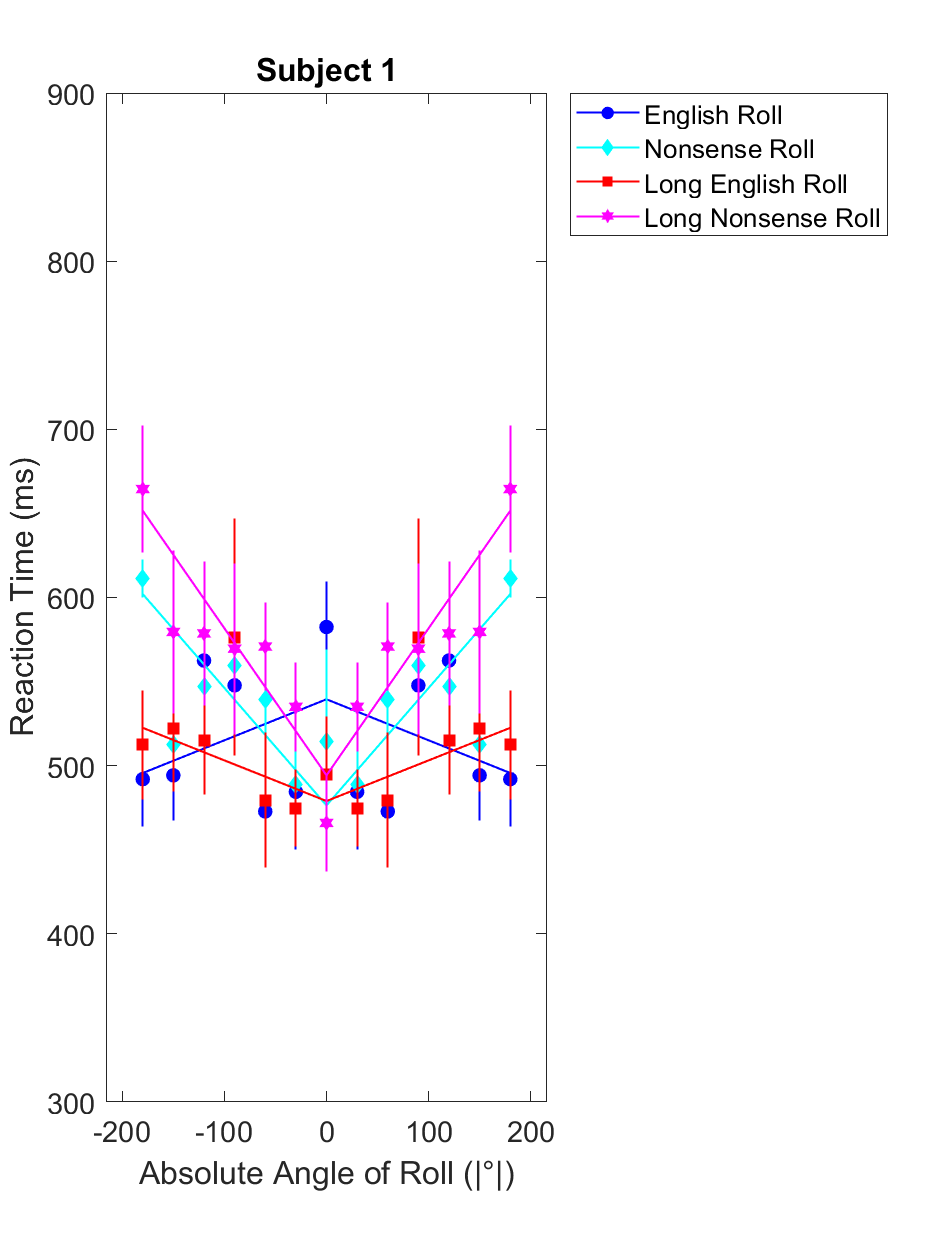 Subject 1
900
800
700
600
500
400
300
-200
-100
0
100
200
Reaction Time (ms)
Absolute Angle of Roll (|°|)
English Roll
Nonsense Roll
Long English Roll
Long Nonsense Roll